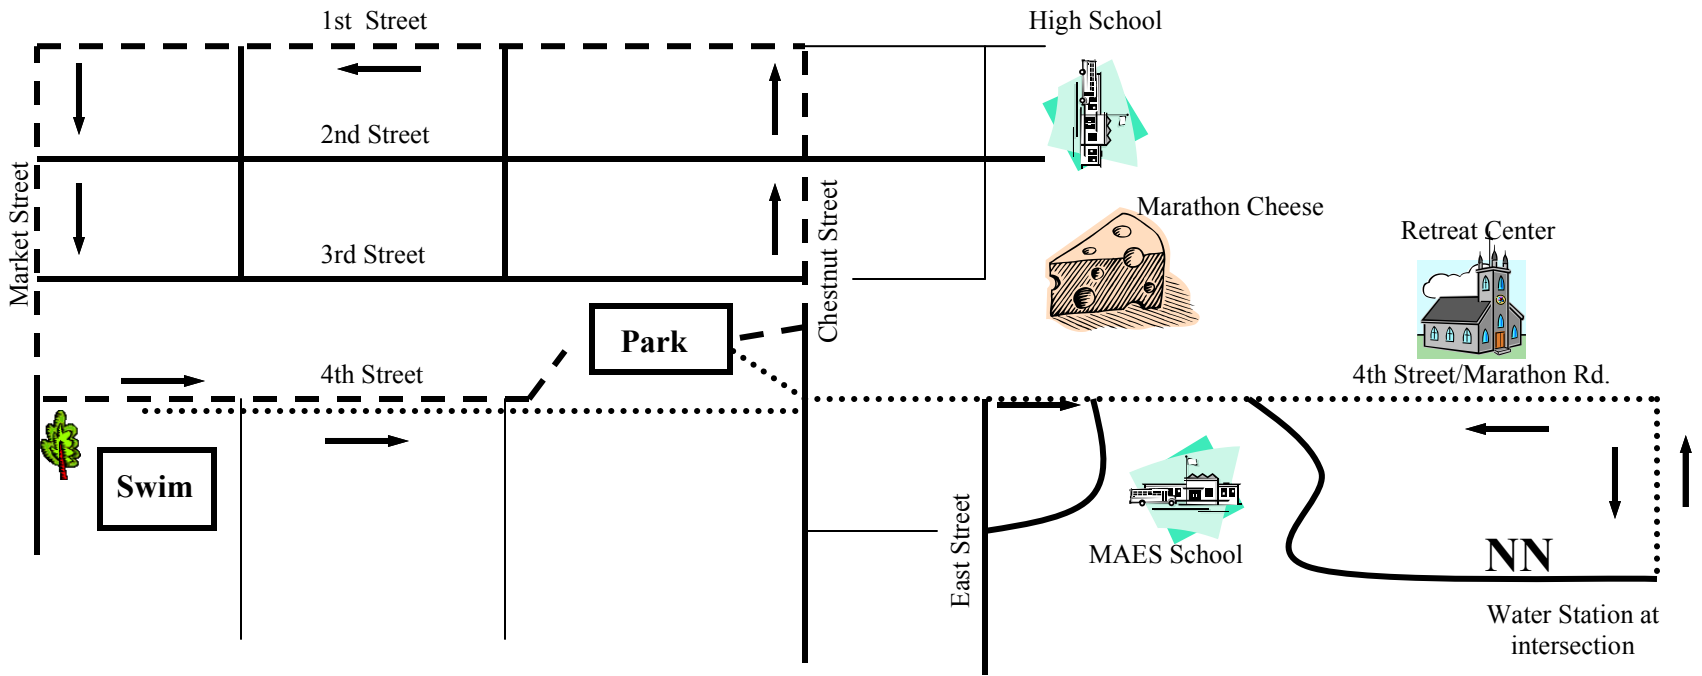 1st  Street
High School
2nd Street
Market Street
3rd Street
Chestnut Street
Marathon Cheese
Retreat Center
Park
4th Street
4th Street/Marathon Rd.
Swim
East Street
MAES School
NN
Water Station at
intersection